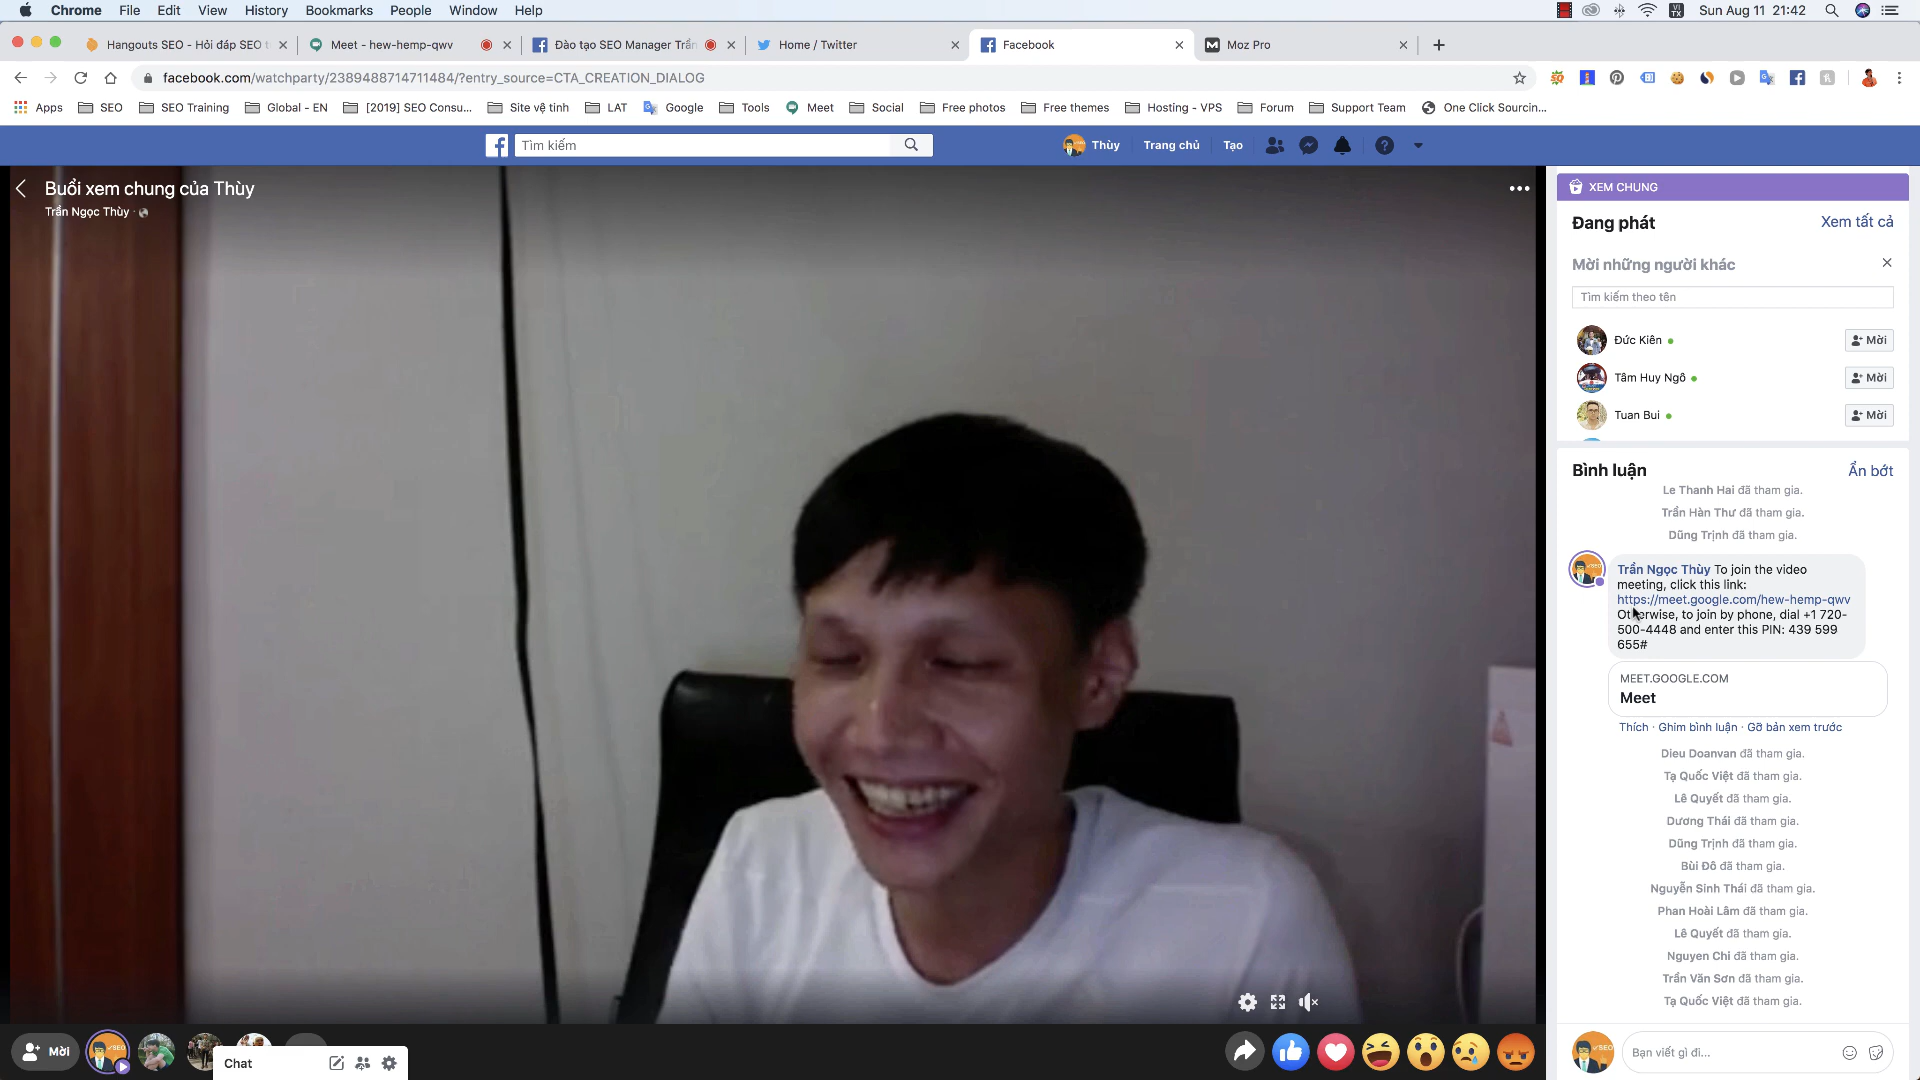 Chrome File Edit View History Bookmarks People Window Help
VI TX Sun Aug 11 21:42
Hangouts SEO - Hỏi đáp SEO t
Meet - hew-hemp-qwv
Đào tạo SEO Manager Trần
Home / Twitter
Facebook
Moz Pro
facebook.com/watchparty/2389488714711484/?entry_source=CTA_CREATION_DIALOG
Apps SEO SEO Training Global - EN [2019] SEO Consu... Site vệ tinh LAT Google Tools Meet Social Free photos Free themes Hosting - VPS Forum Support Team One Click Sourcin...
Tìm kiếm
Thùy Trang chủ Tạo
Buổi xem chung của Thùy
Trần Ngọc Thùy ·
XEM CHUNG
Đang phát Xem tất cả
Mời những người khác
Tìm kiếm theo tên
Đức Kiên Mời
Tâm Huy Ngô Mời
Tuan Bui Mời
Bình luận Ẩn bớt
Le Thanh Hai đã tham gia.
Trần Hàn Thư đã tham gia.
Dũng Trịnh đã tham gia.
Trần Ngọc Thùy To join the video
meeting, click this link:
https://meet.google.com/hew-hemp-qwv
Otherwise, to join by phone, dial +1 720-
500-4448 and enter this PIN: 439 599
655#
MEET.GOOGLE.COM
Meet
Thích · Ghim bình luận · Gỡ bản xem trước
Dieu Doanvan đã tham gia.
Tạ Quốc Việt đã tham gia.
Lê Quyết đã tham gia.
Dương Thái đã tham gia.
Dũng Trịnh đã tham gia.
Bùi Đô đã tham gia.
Nguyễn Sinh Thái đã tham gia.
Phan Hoài Lâm đã tham gia.
Lê Quyết đã tham gia.
Nguyen Chi đã tham gia.
Trần Văn Sơn đã tham gia.
Tạ Quốc Việt đã tham gia.
Mời
Chat
Bạn viết gì đi...